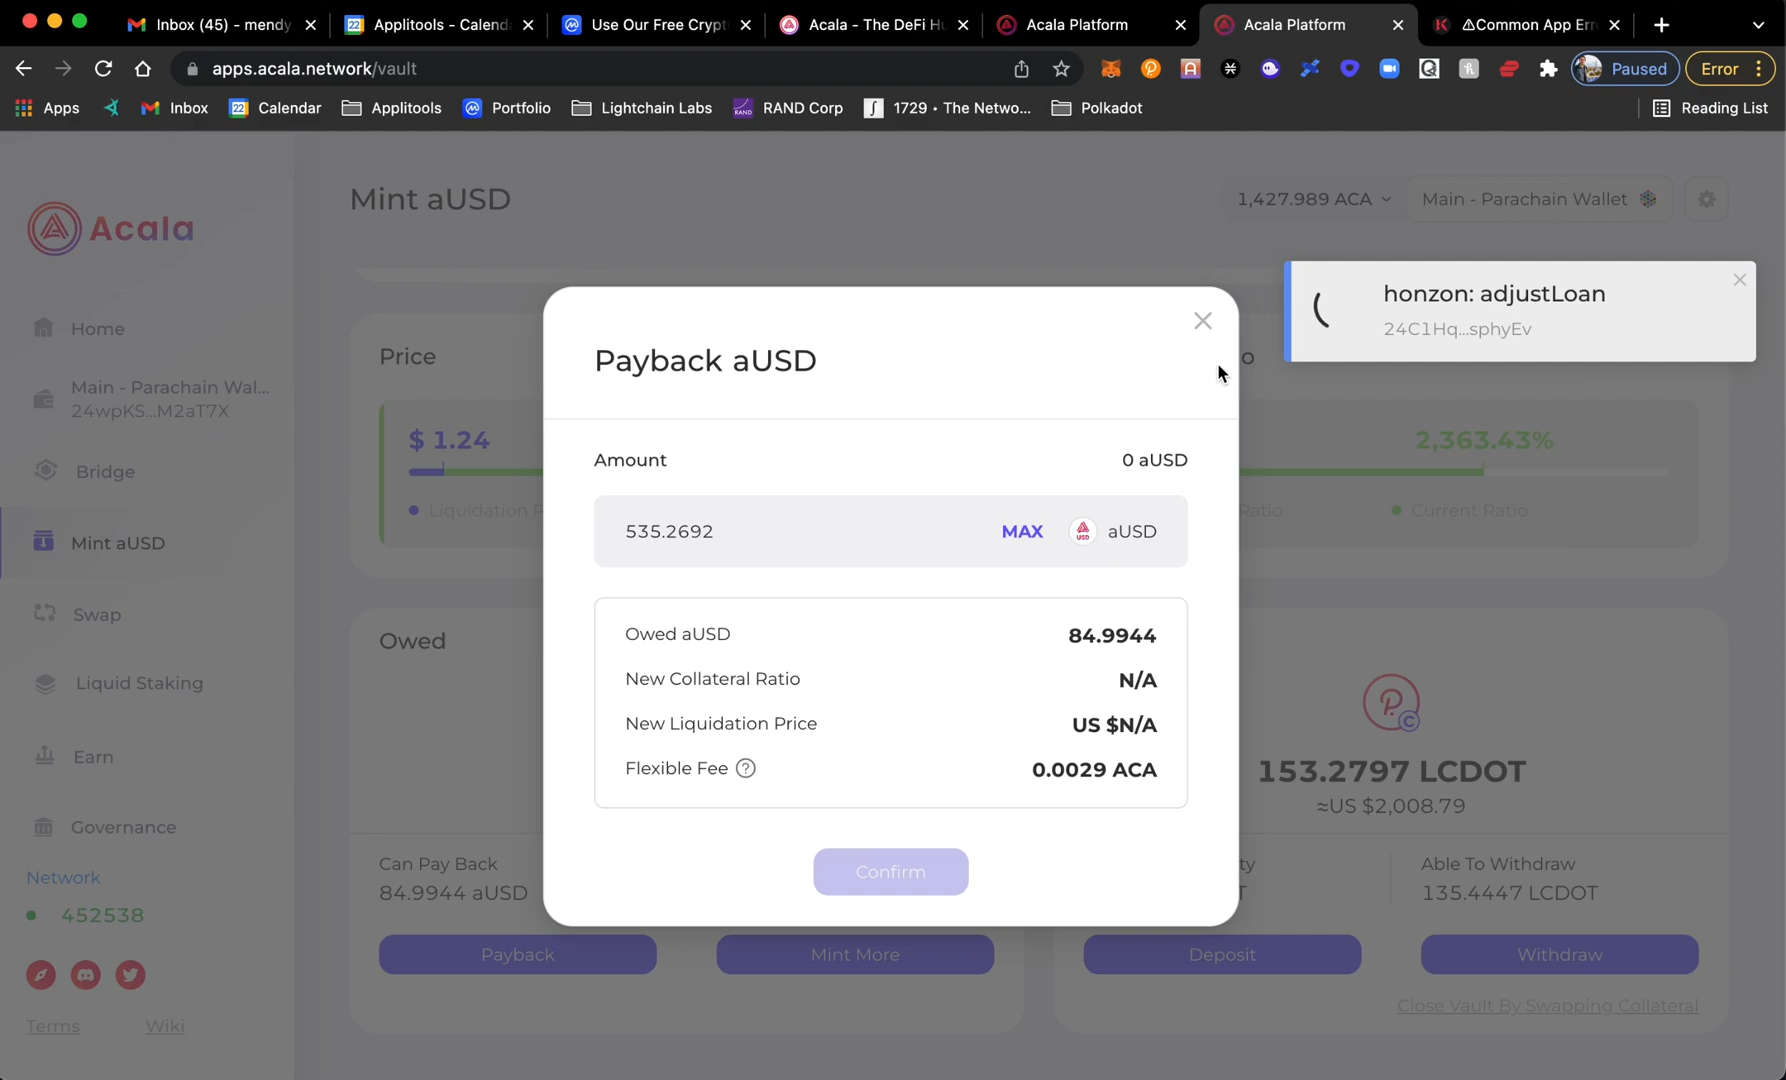 Inbox (45) - mendy
Applitools - Calend
Use Our Free Crypt
Acala - The DeFi Hu
Acala Platform
Acala Platform
⚠Common App Err
apps.acala.network/vault
Paused
Error
Apps
Inbox
Calendar
Applitools
Portfolio
Lightchain Labs
RAND Corp
1729 • The Netwo...
Polkadot
Reading List
Acala
Mint aUSD
1,427.989 ACA
Main - Parachain Wallet
honzon: adjustLoan
24C1Hq...sphyEv
Home
Main - Parachain Wal...
24wpKS...M2aT7X
Bridge
Mint aUSD
Swap
Liquid Staking
Earn
Governance
Network
452538
Terms
Wiki
Price
$ 1.24
Liquidation P
o
2,363.43%
Ratio
Current Ratio
Payback aUSD
Amount
0 aUSD
535.2692
MAX
USD
aUSD
Owed aUSD
84.9944
New Collateral Ratio
N/A
New Liquidation Price
US $N/A
Flexible Fee ?
0.0029 ACA
Confirm
Owed
Can Pay Back
84.9944 aUSD
Payback
Mint More
153.2797 LCDOT
≈US $2,008.79
ty
T
Able To Withdraw
135.4447 LCDOT
Deposit
Withdraw
Close Vault By Swapping Collateral